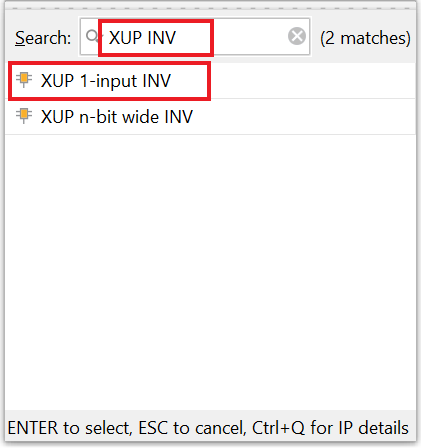 Search: XUP INV (2 matches)
XUP 1-input INV
XUP n-bit wide INV
ENTER to select, ESC to cancel, Ctrl+Q for IP details